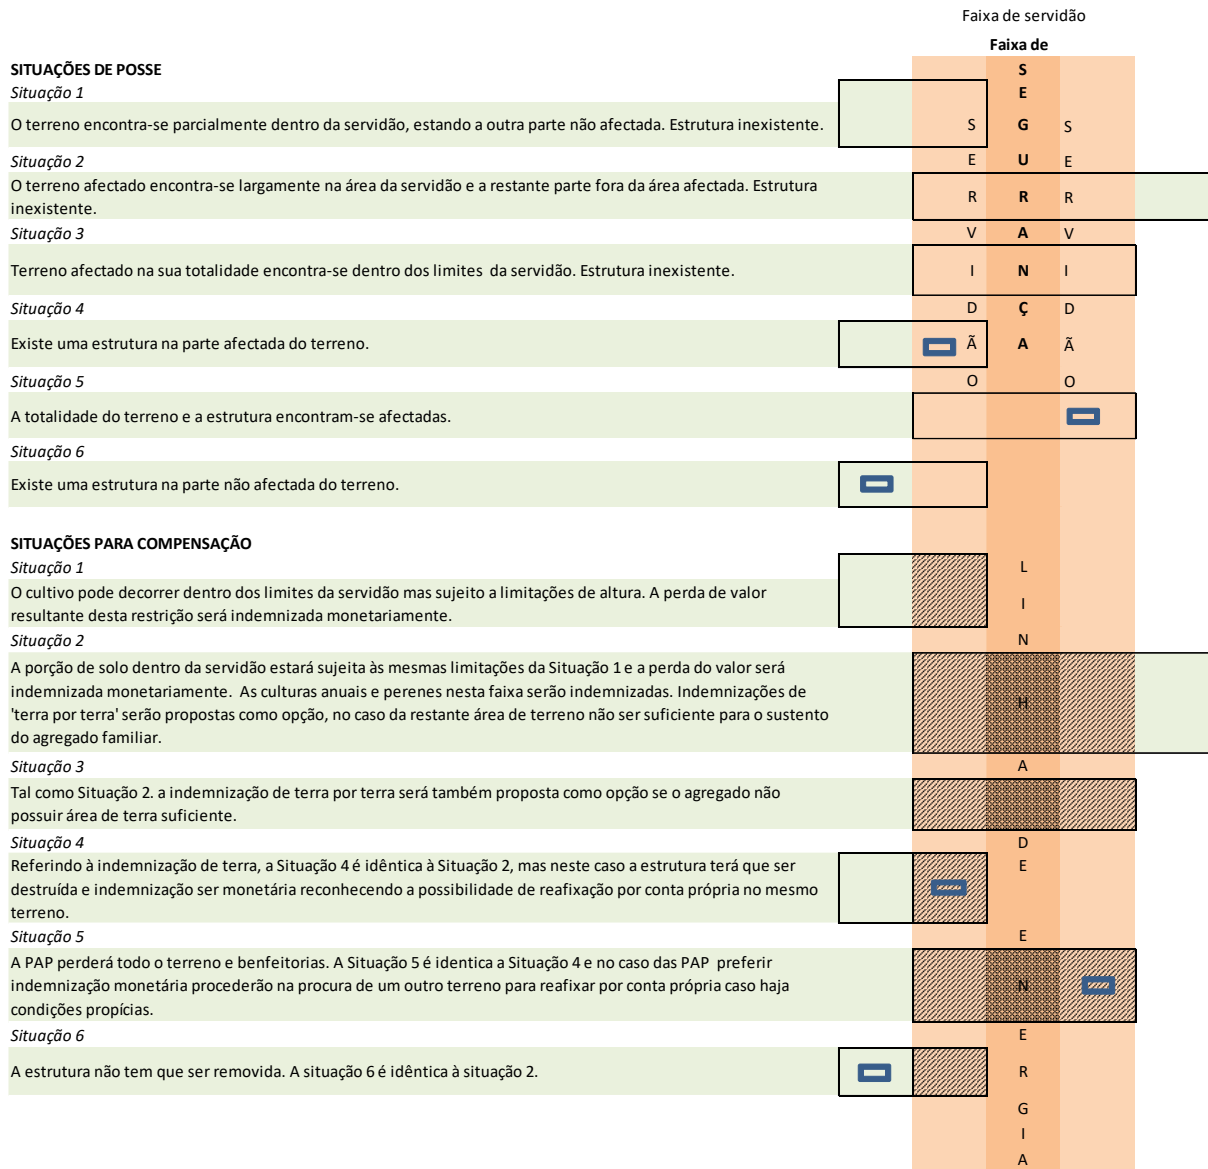 Faixa de servidão
Faixa de
SEGURANÇA
SERVIDÃO
SERVIDÃO
SITUAÇÕES DE POSSE
Situação 1
O terreno encontra-se parcialmente dentro da servidão, estando a outra parte não afectada. Estrutura inexistente.
Situação 2
O terreno afectado encontra-se largamente na área da servidão e a restante parte fora da área afectada. Estrutura
inexistente.
Situação 3
Terreno afectado na sua totalidade encontra-se dentro dos limites da servidão. Estrutura inexistente.
Situação 4
Existe uma estrutura na parte afectada do terreno.
Situação 5
A totalidade do terreno e a estrutura encontram-se afectadas.
Situação 6
Existe uma estrutura na parte não afectada do terreno.
SITUAÇÕES PARA COMPENSAÇÃO
Situação 1
O cultivo pode decorrer dentro dos limites da servidão mas sujeito a limitações de altura. A perda de valor
resultante desta restrição será indemnizada monetariamente.
Situação 2
A porção de solo dentro da servidão estará sujeita às mesmas limitações da Situação 1 e a perda do valor será
indemnizada monetariamente. As culturas anuais e perenes nesta faixa serão indemnizadas. Indemnizações de
'terra por terra' serão propostas como opção, no caso da restante área de terreno não ser suficiente para o sustento
do agregado familiar.
Situação 3
Tal como Situação 2. a indemnização de terra por terra será também proposta como opção se o agregado não
possuir área de terra suficiente.
Situação 4
Referindo à indemnização de terra, a Situação 4 é idêntica à Situação 2, mas neste caso a estrutura terá que ser
destruída e indemnização ser monetária reconhecendo a possibilidade de reafixação por conta própria no mesmo
terreno.
Situação 5
A PAP perderá todo o terreno e benfeitorias. A Situação 5 é identica a Situação 4 e no caso das PAP preferir
indemnização monetária procederão na procura de um outro terreno para reafixar por conta própria caso haja
condições propícias.
Situação 6
A estrutura não tem que ser removida. A situação 6 é idêntica à situação 2.
LINHA DE ENERGIA